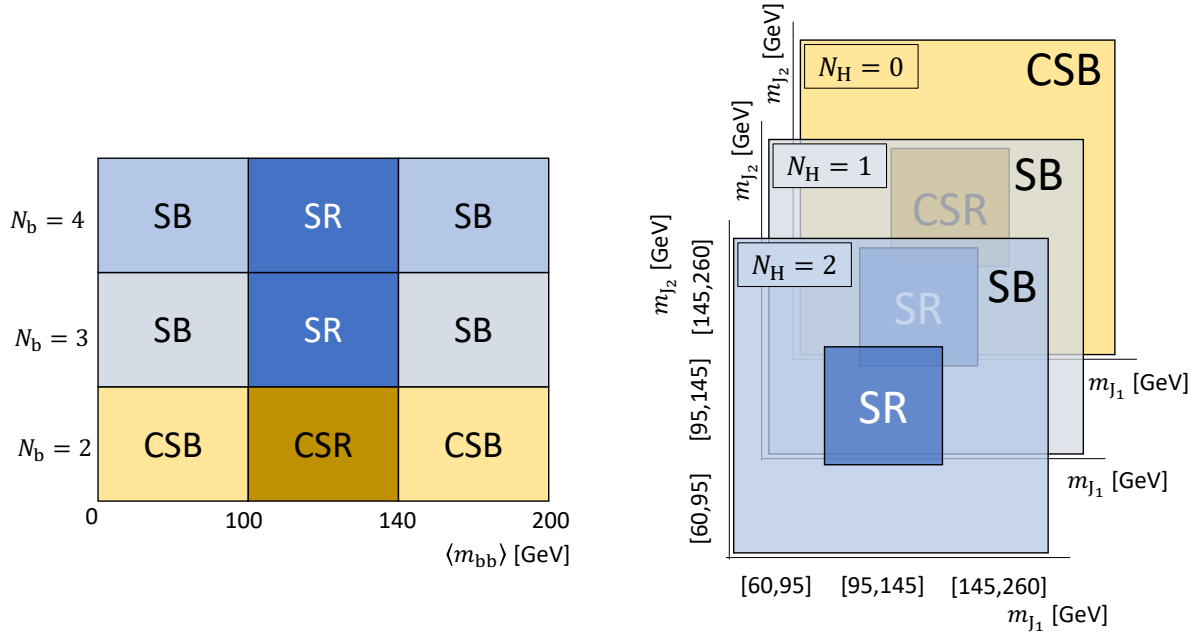 N_b = 4 SB SR SB
N_b = 3 SB SR SB
N_b = 2 CSB CSR CSB
0 100 140 200
⟨m_bb⟩ [GeV]
m_J₂ [GeV]
N_H = 0
CSB
m_J₂ [GeV]
N_H = 1
SB
CSR
m_J₂ [GeV]
N_H = 2
SB
SR
SR
[145,260]
[95,145]
[60,95]
m_J₁ [GeV]
m_J₁ [GeV]
[60,95] [95,145] [145,260]
m_J₁ [GeV]